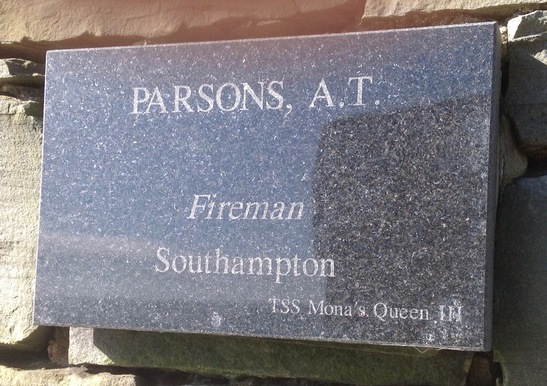 PARSONS, A.T.
Fireman
Southampton
TSS Mona's Queen III